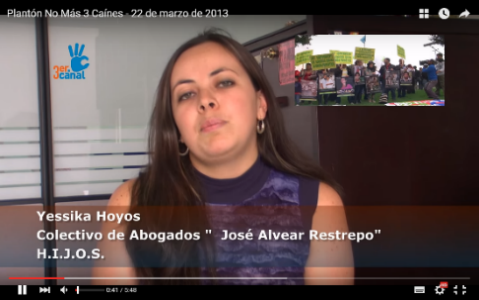 Plantón No Más 3 Caínes - 22 de marzo de 2013
3er.
canal
Yessika Hoyos
Colectivo de Abogados " José Alvear Restrepo"
H.I.J.O.S.
0:41 / 5:48